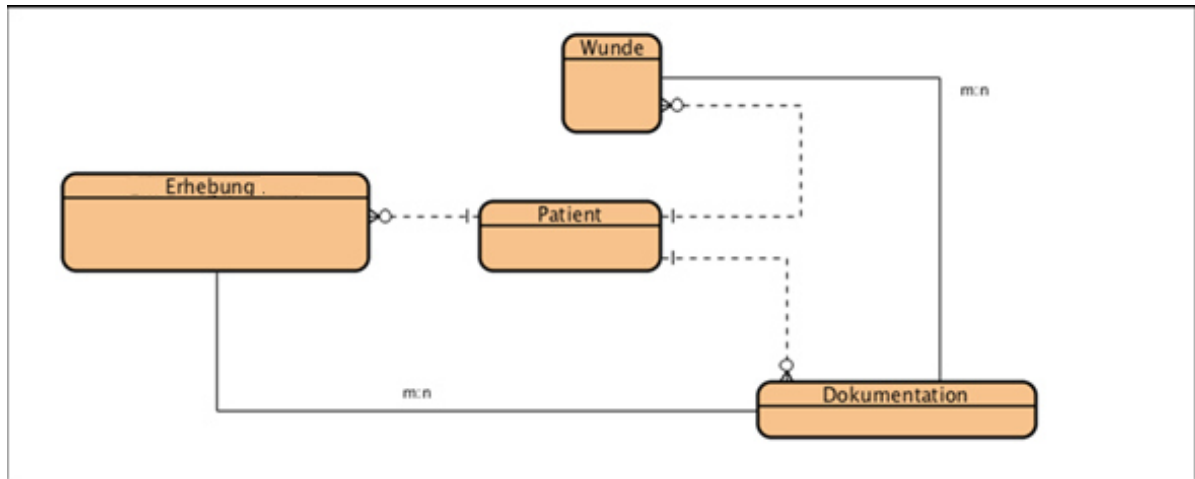 Wunde
m:n
Erhebung .
Patient
m:n
Dokumentation